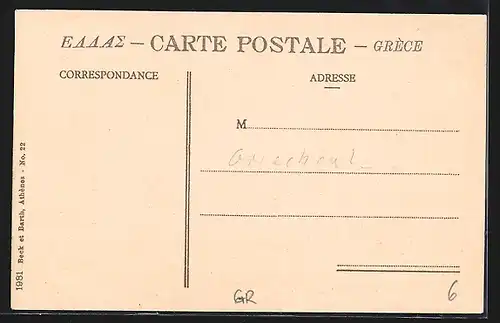 ΕΛΛΑΣ — CARTE POSTALE — GRÈCE
CORRESPONDANCE
ADRESSE
M
GR
6
1981 Beck et Barth, Athènes - No. 22